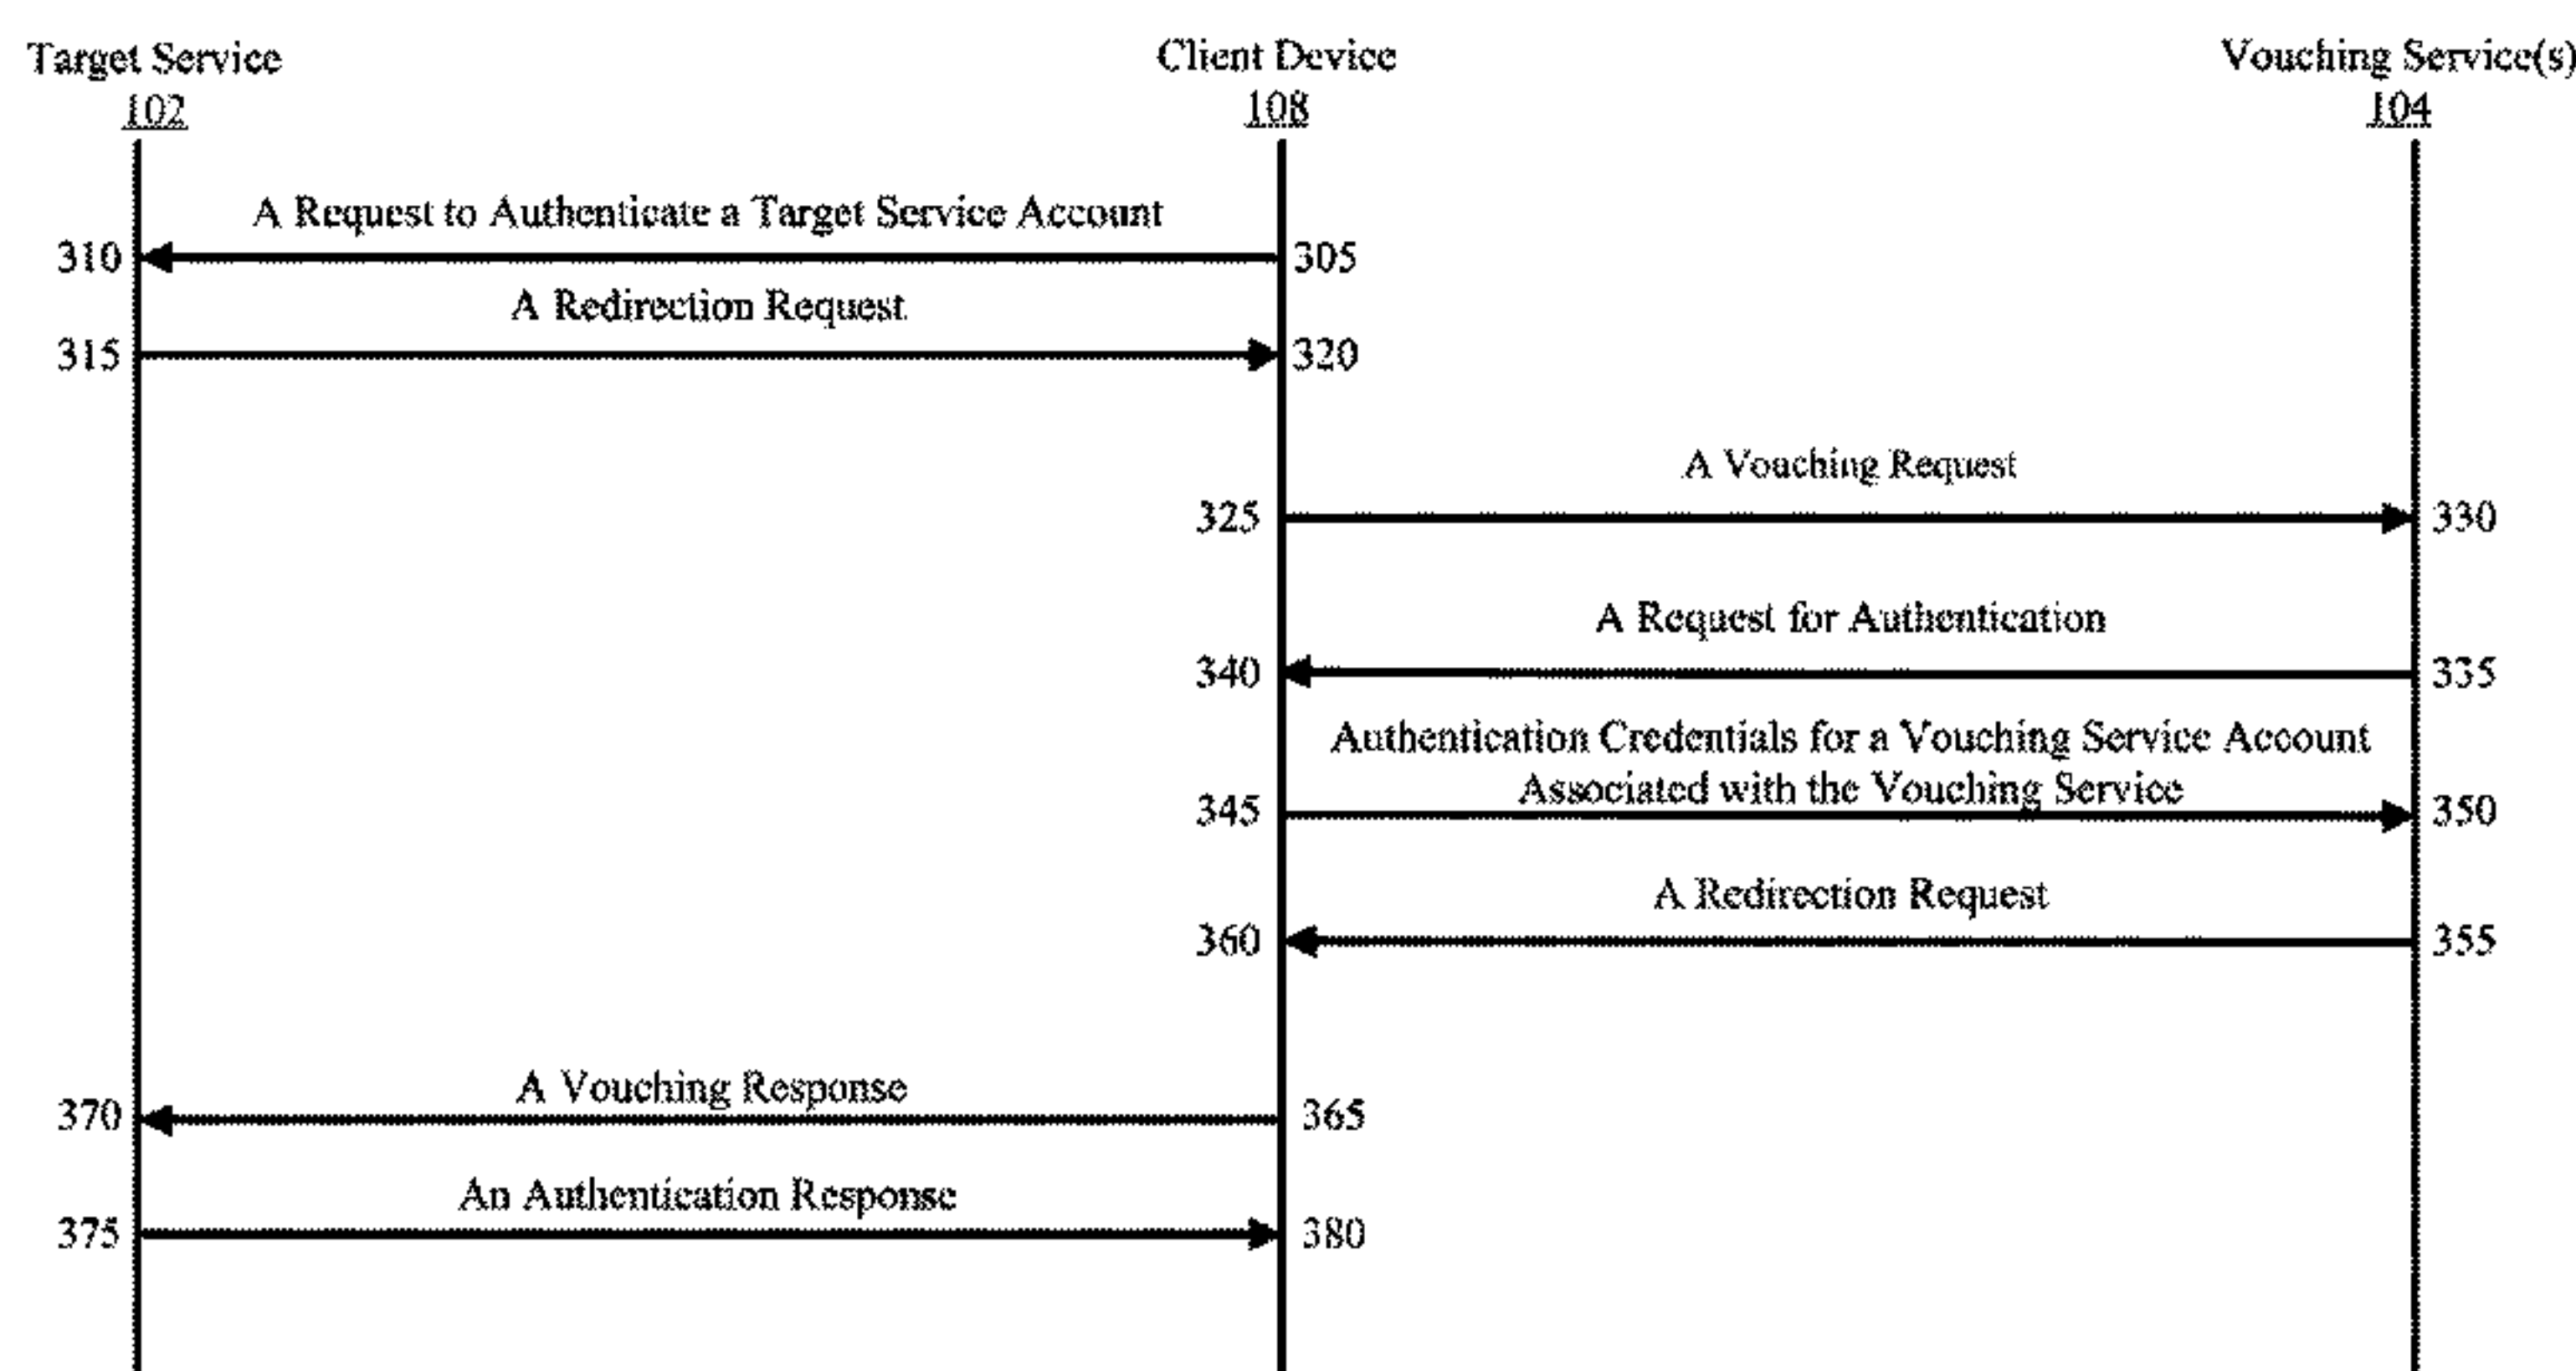 Target Service
102
Client Device
108
Vouching Service(s)
104
A Request to Authenticate a Target Service Account
310
305
A Redirection Request
315
320
A Vouching Request
325
330
A Request for Authentication
340
335
Authentication Credentials for a Vouching Service Account
Associated with the Vouching Service
345
350
A Redirection Request
360
355
A Vouching Response
370
365
An Authentication Response
375
380